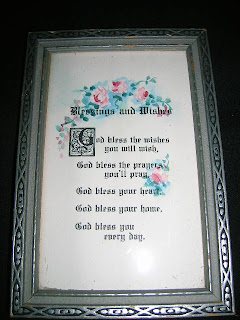 Blessings and Wishes
God bless the wishes
you will wish,
God bless the prayers
you'll pray,
God bless your heart,
God bless your home,
God bless you
every day.